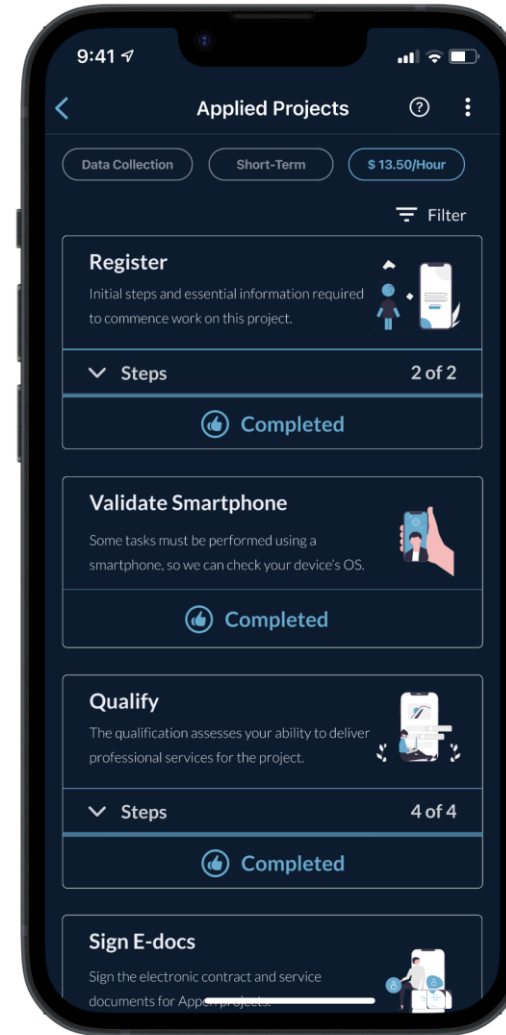 9:41
Applied Projects
Data Collection
Short-Term
$ 13.50/Hour
Filter
Register
Initial steps and essential information required
to commence work on this project.
Steps
2 of 2
Completed
Validate Smartphone
Some tasks must be performed using a
smartphone, so we can check your device's OS.
Completed
Qualify
The qualification assesses your ability to deliver
professional services for the project.
Steps
4 of 4
Completed
Sign E-docs
Sign the electronic contract and service
documents for Appen projects.